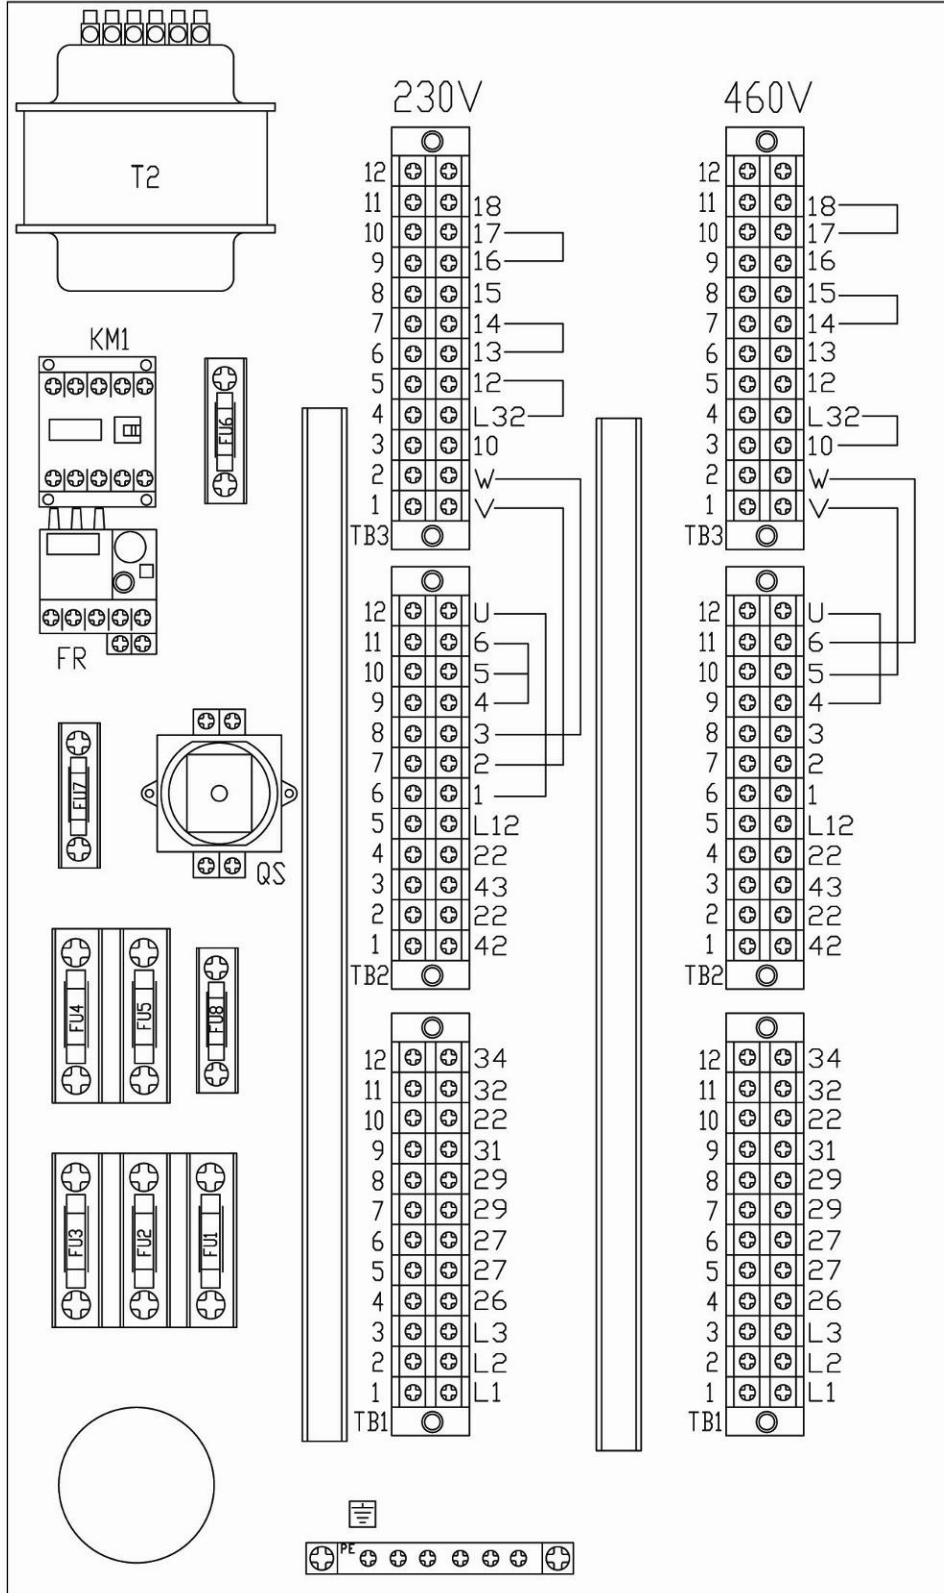 230V 460V
T2
12 12
11 18 11 18
10 17 10 17
9 16 9 16
8 15 8 15
7 14 7 14
6 13 6 13
5 12 5 12
4 L32 4 L32
3 10 3 10
2 W 2 W
1 V 1 V
TB3 TB3
KM1
FU6
FR
12 U 12 U
11 6 11 6
10 5 10 5
9 4 9 4
8 3 8 3
7 2 7 2
6 1 6 1
5 L12 5 L12
4 22 4 22
3 43 3 43
2 22 2 22
1 42 1 42
TB2 TB2
FU7
QS
FU4 FU5 FU8
12 34 12 34
11 32 11 32
10 22 10 22
9 31 9 31
8 29 8 29
7 29 7 29
6 27 6 27
5 27 5 27
4 26 4 26
3 L3 3 L3
2 L2 2 L2
1 L1 1 L1
TB1 TB1
FU3 FU2 FU1
PE